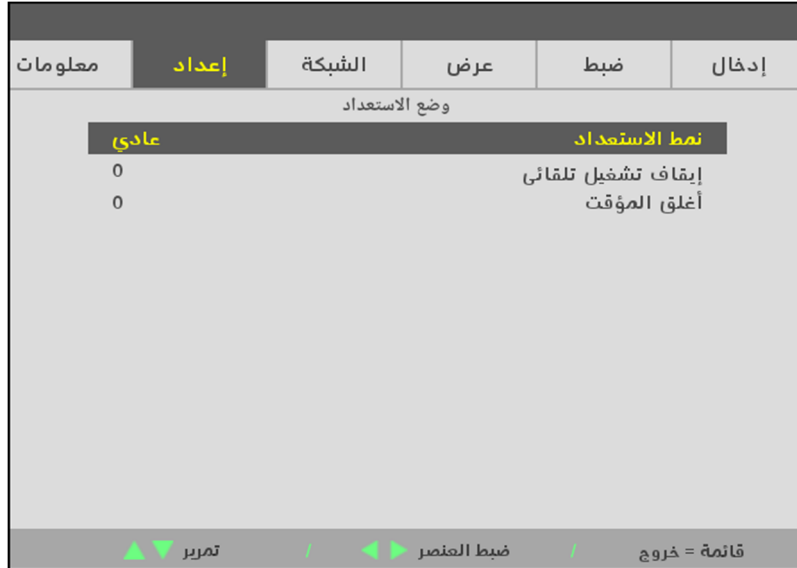 إدخال ضبط عرض الشبكة إعداد معلومات
وضع الاستعداد
نمط الاستعداد عادي
إيقاف تشغيل تلقائى 0
أغلق المؤقت 0
قائمة = خروج / ضبط العنصر / تمرير